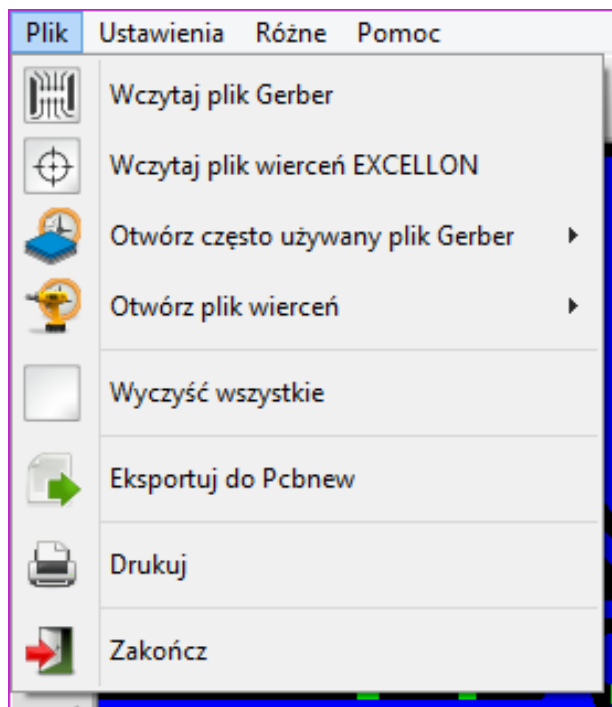 Plik Ustawienia Różne Pomoc
Wczytaj plik Gerber
Wczytaj plik wierceń EXCELLON
Otwórz często używany plik Gerber
Otwórz plik wierceń
Wyczyść wszystkie
Eksportuj do Pcbnew
Drukuj
Zakończ